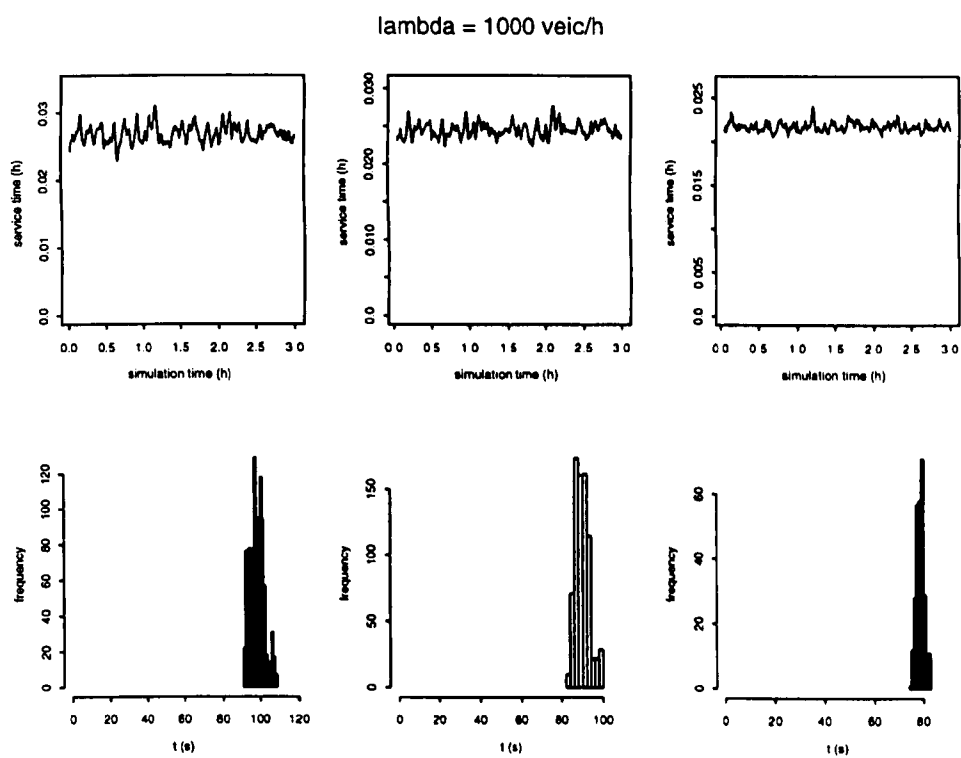 lambda = 1000 veic/h
service time (h)
0.0 0.01 0.02 0.03
0.0 0.5 1.0 1.5 2.0 2.5 3.0
simulation time (h)
service time (h)
0.0 0.010 0.020 0.030
0.0 0.5 1.0 1.5 2.0 2.5 3.0
simulation time (h)
service time (h)
0.0 0.005 0.015 0.025
0.0 0.5 1.0 1.5 2.0 2.5 3.0
simulation time (h)
frequency
0 20 40 60 80 100 120
0 20 40 60 80 100 120
t (s)
frequency
0 50 100 150
0 20 40 60 80 100
t (s)
frequency
0 20 40 60
0 20 40 60 80
t (s)